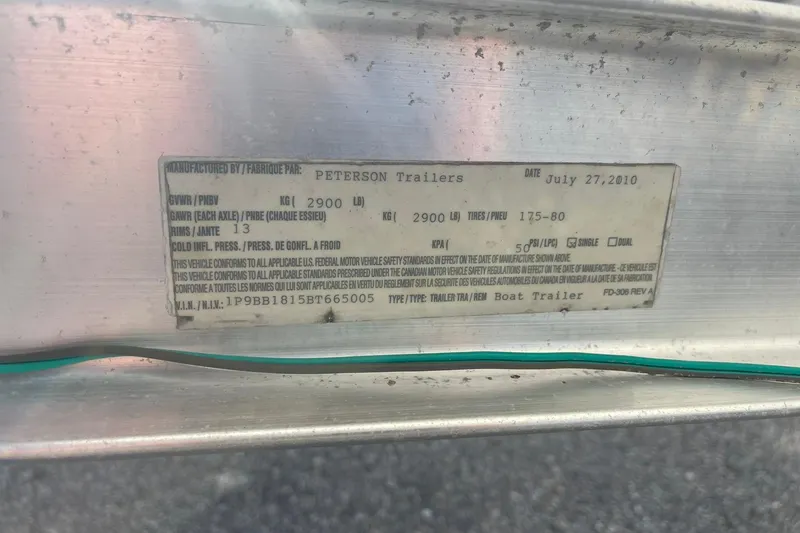 MANUFACTURED BY / FABRIQUE PAR: PETERSON Trailers DATE July 27,2010
GVWR / PNBV KG ( 2900 LB)
GAWR (EACH AXLE) / PNBE (CHAQUE ESSIEU) KG ( 2900 LB) TIRES / PNEU 175-80
RIMS / JANTE 13
COLD INFL. PRESS. / PRESS. DE GONFL. A FROID KPA ( 50 PSI / LPC) SINGLE DUAL
THIS VEHICLE CONFORMS TO ALL APPLICABLE U.S. FEDERAL MOTOR VEHICLE SAFETY STANDARDS IN EFFECT ON THE DATE OF MANUFACTURE SHOWN ABOVE.
THIS VEHICLE CONFORMS TO ALL APPLICABLE STANDARDS PRESCRIBED UNDER THE CANADIAN MOTOR VEHICLE SAFETY REGULATIONS IN EFFECT ON THE DATE OF MANUFACTURE. - CE VEHICULE EST
CONFORME A TOUTES LES NORMES QUI LUI SONT APPLICABLES EN VERTU DU REGLEMENT SUR LA SECURITE DES VEHICULES AUTOMOBILES DU CANADA EN VIGUEUR A LA DATE DE SA FABRICATION.
V.I.N. / N.I.V.: 1P9BB1815BT665005 TYPE / TYPE: TRAILER TRA / REM Boat Trailer FD-306 REV A